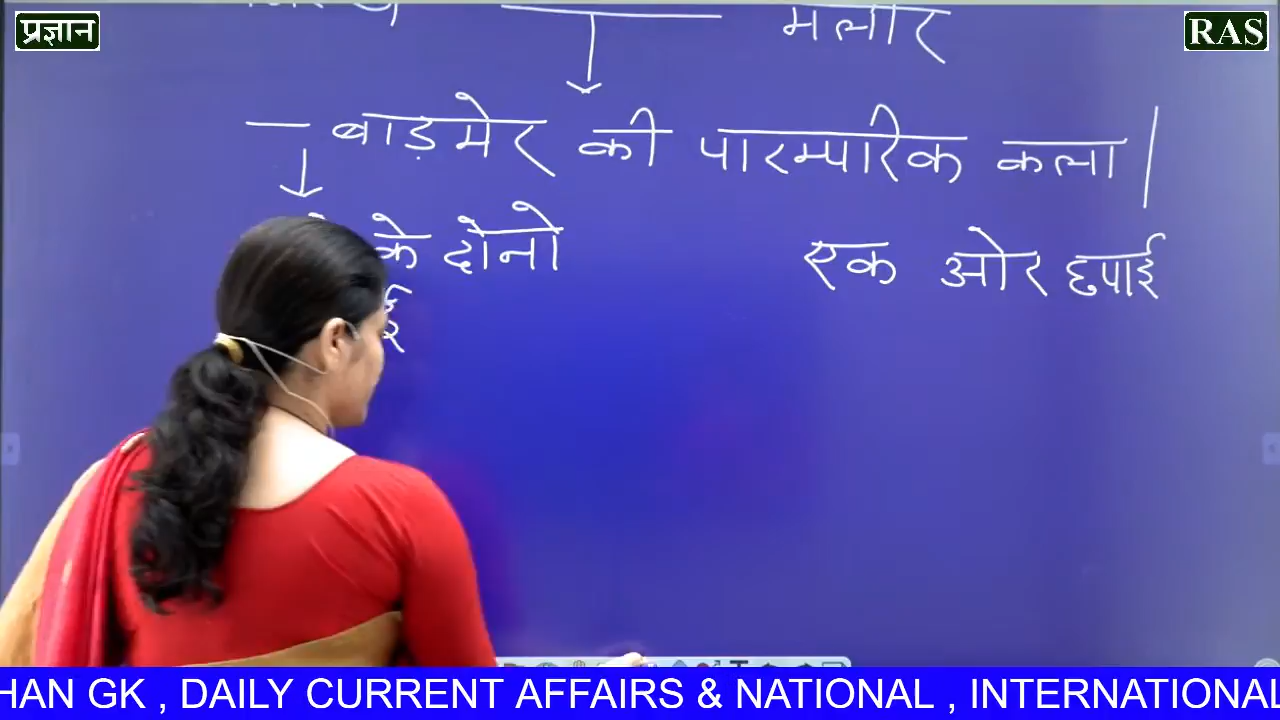 प्रज्ञान
RAS
मलीर
बाड़मेर की पारम्पारिक कला |
के दोनो
एक ओर छपाई
HAN GK , DAILY CURRENT AFFAIRS & NATIONAL , INTERNATIONAL